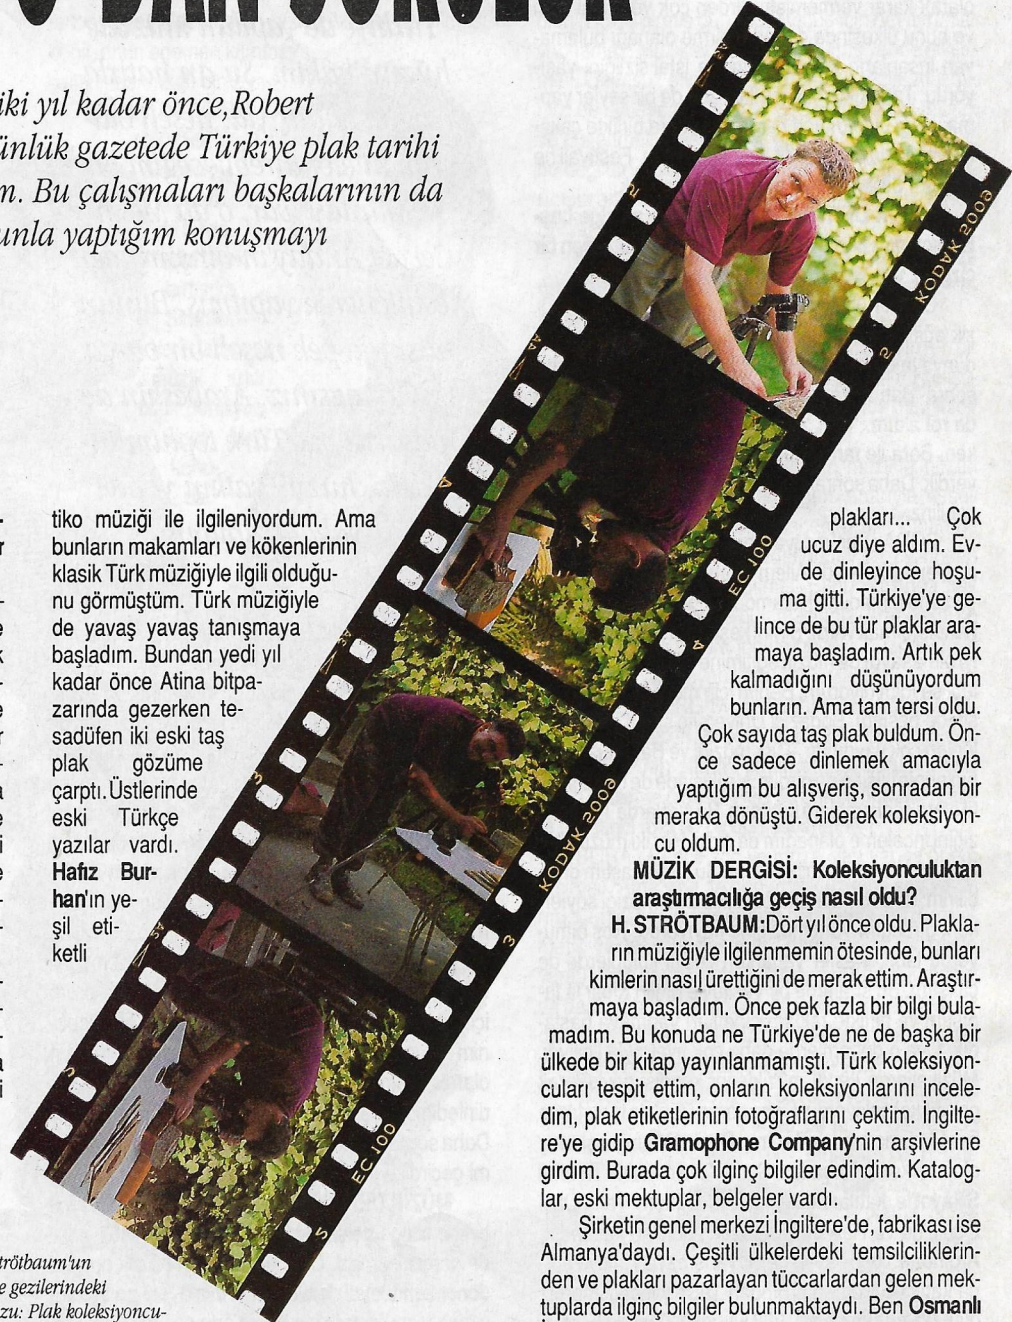 iki yıl kadar önce,Robert
ünlük gazetede Türkiye plak tarihi
m. Bu çalışmaları başkalarının da
unla yaptığım konuşmayı
tiko müziği ile ilgileniyordum. Ama
bunların makamları ve kökenlerinin
klasik Türk müziğiyle ilgili olduğu-
nu görmüştüm. Türk müziğiyle
de yavaş yavaş tanışmaya
başladım. Bundan yedi yıl
kadar önce Atina bitpa-
zarında gezerken te-
sadüfen iki eski taş
plak gözüme
çarptı.Üstlerinde
eski Türkçe
yazılar vardı.
Hafız Bur-
han'ın ye-
şil eti-
ketli
plakları... Çok
ucuz diye aldım. Ev-
de dinleyince hoşu-
ma gitti. Türkiye'ye ge-
lince de bu tür plaklar ara-
maya başladım. Artık pek
kalmadığını düşünüyordum
bunların. Ama tam tersi oldu.
Çok sayıda taş plak buldum. Ön-
ce sadece dinlemek amacıyla
yaptığım bu alışveriş, sonradan bir
meraka dönüştü. Giderek koleksiyon-
cu oldum.
MÜZİK DERGİSİ: Koleksiyonculuktan
araştırmacılığa geçiş nasıl oldu?
H. STRÖTBAUM:Dört yıl önce oldu. Plakla-
rın müziğiyle ilgilenmemin ötesinde, bunları
kimlerin nasıl ürettiğini de merak ettim. Araştır-
maya başladım. Önce pek fazla bir bilgi bula-
madım. Bu konuda ne Türkiye'de ne de başka bir
ülkede bir kitap yayınlanmamıştı. Türk koleksiyon-
cuları tespit ettim, onların koleksiyonlarını incele-
dim, plak etiketlerinin fotoğraflarını çektim. İngilte-
re'ye gidip Gramophone Company'nin arşivlerine
girdim. Burada çok ilginç bilgiler edindim. Katalog-
lar, eski mektuplar, belgeler vardı.
Şirketin genel merkezi İngiltere'de, fabrikası ise
Almanya'daydı. Çeşitli ülkelerdeki temsilciliklerin-
den ve plakları pazarlayan tüccarlardan gelen mek-
tuplarda ilginç bilgiler bulunmaktaydı. Ben Osmanlı
trötbaum'un
e gezilerindeki
zu: Plak koleksiyoncu-
KODAK 5009
EC 100
KODAK 5009
EC 100